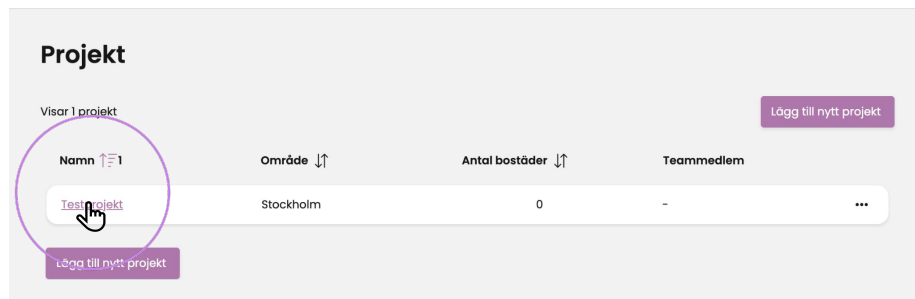 Projekt
Visar 1 projekt
Lägg till nytt projekt
Namn 1 Område Antal bostäder Teammedlem
Testprojekt Stockholm 0 -
Lägg till nytt projekt